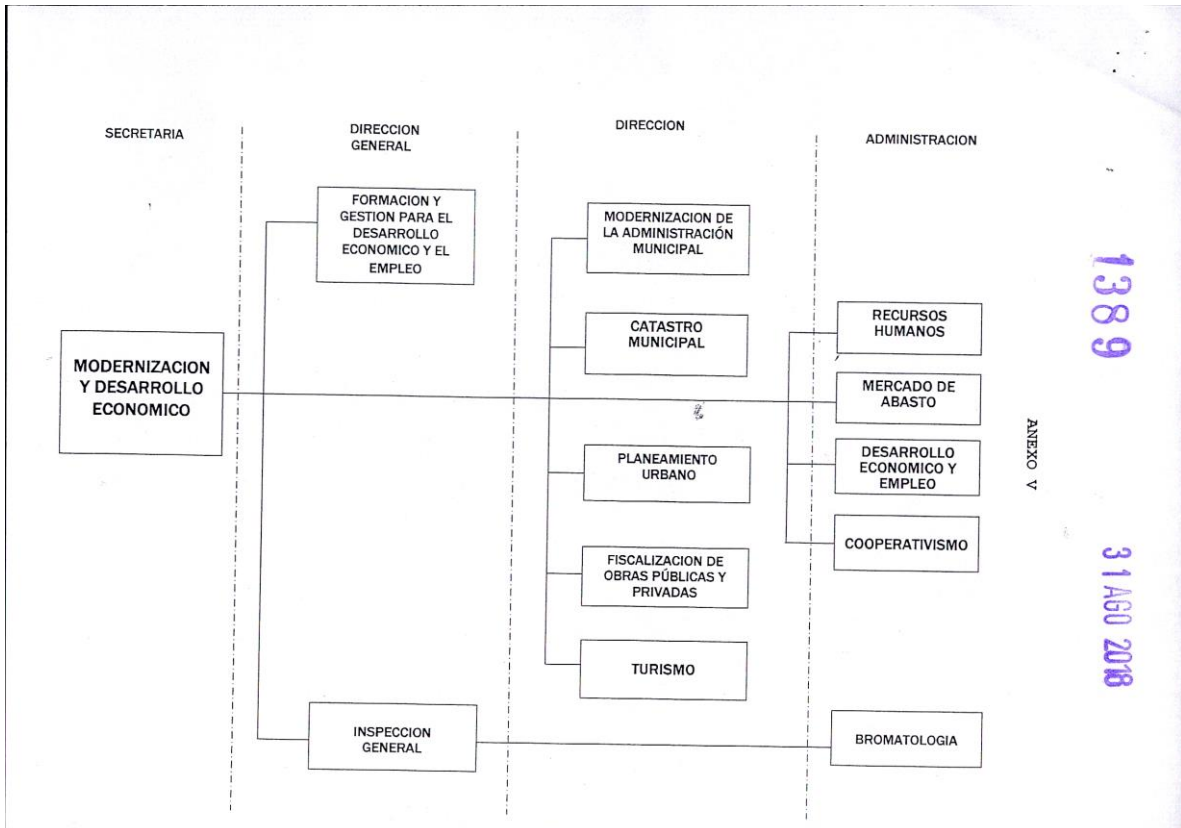 SECRETARIA
DIRECCION
GENERAL
DIRECCION
ADMINISTRACION
MODERNIZACION
Y DESARROLLO
ECONOMICO
FORMACION Y
GESTION PARA EL
DESARROLLO
ECONOMICO Y EL
EMPLEO
INSPECCION
GENERAL
MODERNIZACION DE
LA ADMINISTRACIÓN
MUNICIPAL
CATASTRO
MUNICIPAL
PLANEAMIENTO
URBANO
FISCALIZACION DE
OBRAS PÚBLICAS Y
PRIVADAS
TURISMO
RECURSOS
HUMANOS
MERCADO DE
ABASTO
DESARROLLO
ECONOMICO Y
EMPLEO
COOPERATIVISMO
BROMATOLOGIA
ANEXO V
1389
31 AGO 2018